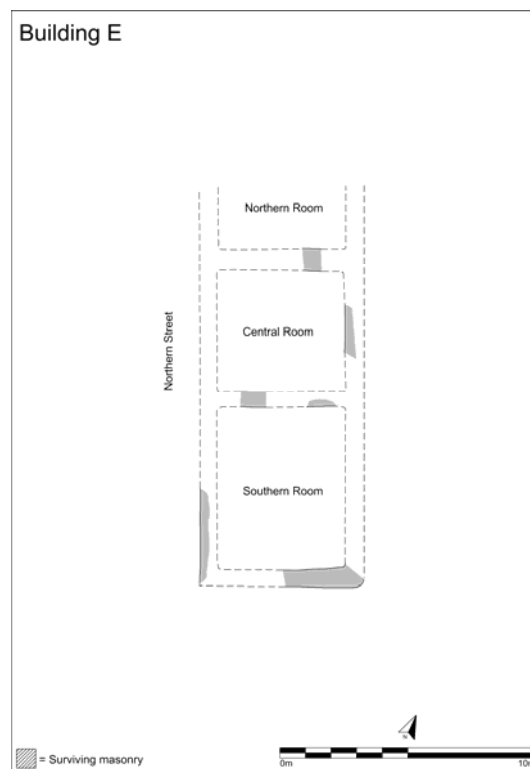 Building E
Northern Room
Central Room
Northern Street
Southern Room
N
= Surviving masonry
0m